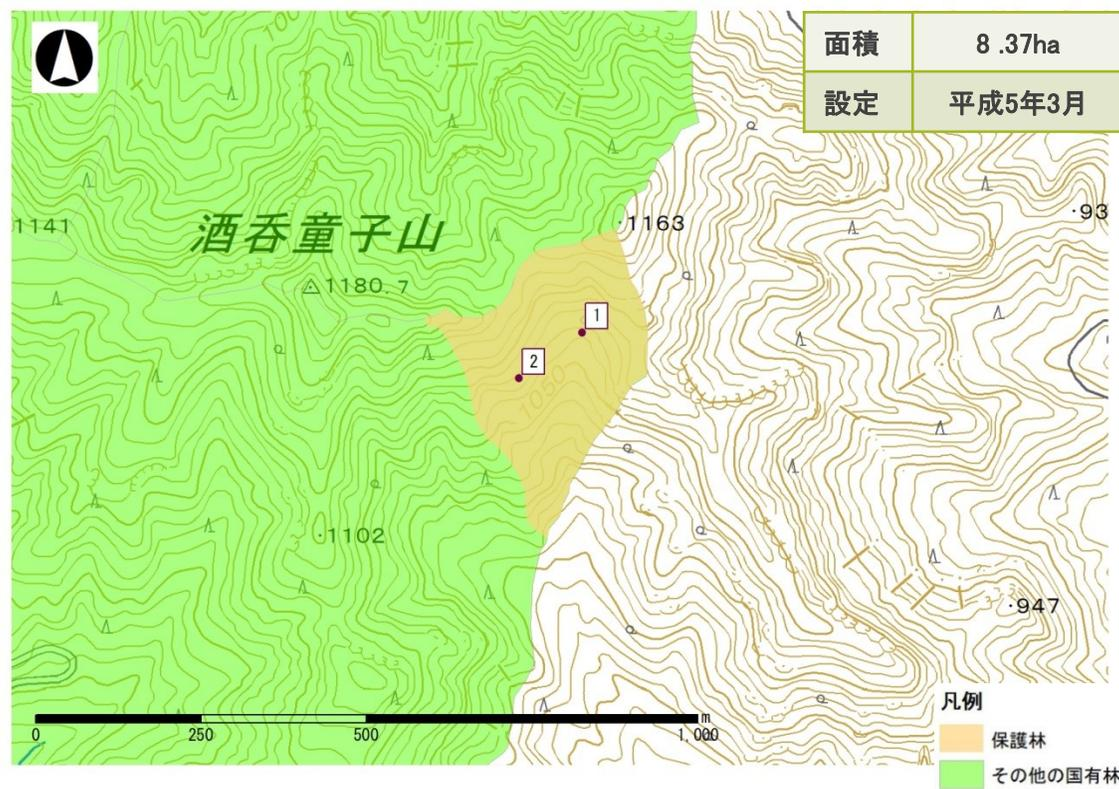 面積 8 .37ha
設定 平成5年3月
1163
93
1141
酒呑童子山
1180.7
1
2
1050
1102
947
m
0 250 500 1,000
凡例
保護林
その他の国有林